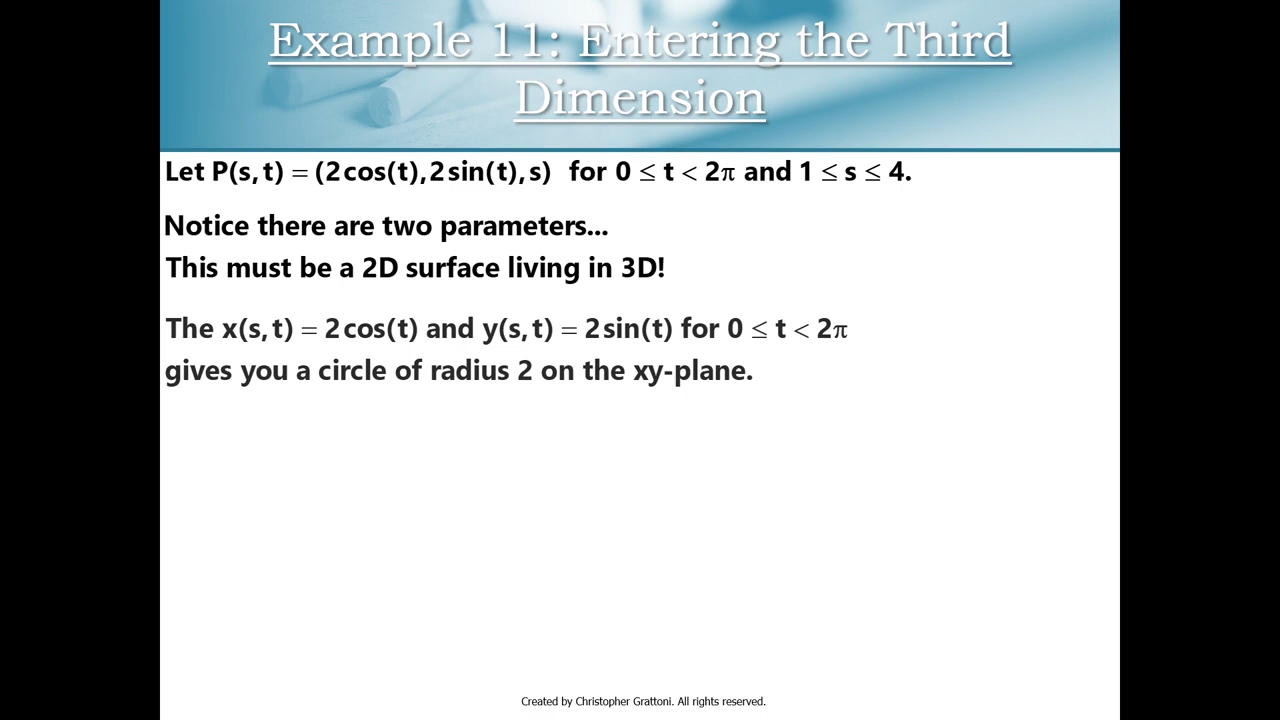 Example 11: Entering the Third
Dimension
Let P(s,t) = (2cos(t),2sin(t),s) for 0 ≤ t < 2π and 1 ≤ s ≤ 4.
Notice there are two parameters...
This must be a 2D surface living in 3D!
The x(s,t) = 2cos(t) and y(s,t) = 2sin(t) for 0 ≤ t < 2π
gives you a circle of radius 2 on the xy-plane.
Created by Christopher Grattoni. All rights reserved.